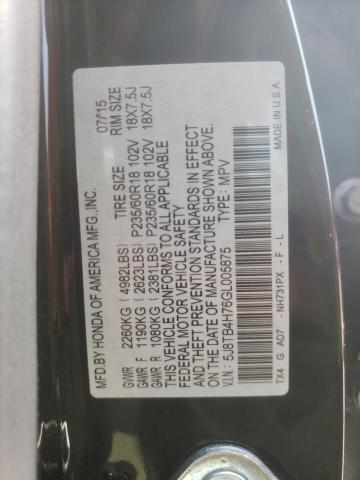 MFD.BY HONDA OF AMERICA MFG.,INC. 07/15
TIRE SIZE RIM SIZE
GVWR 2260KG ( 4982LBS)
GAWR F 1190KG ( 2623LBS) P235/60R18 102V 18X7.5J
GAWR R 1080KG ( 2381LBS) P235/60R18 102V 18X7.5J
THIS VEHICLE CONFORMS TO ALL APPLICABLE
FEDERAL MOTOR VEHICLE SAFETY
AND THEFT PREVENTION STANDARDS IN EFFECT
ON THE DATE OF MANUFACTURE SHOWN ABOVE.
V.I.N.: 5J8TB4H76GL005875 TYPE: MPV
TX4 G AD7 - NH731PX - F - L MADE IN U.S.A.